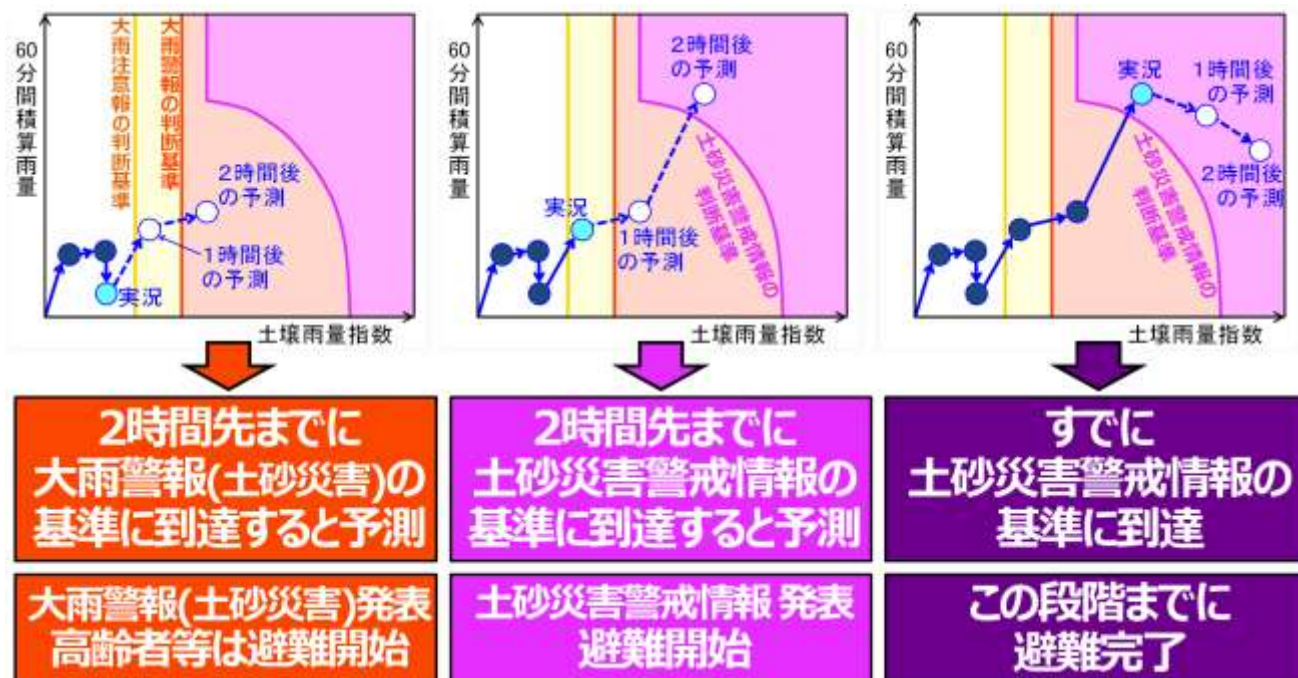 60分間積算雨量
大雨注意報の判断基準
大雨警報の判断基準
2時間後
の予測
1時間後
の予測
実況
土壌雨量指数
60分間積算雨量
2時間後
の予測
土砂災害警戒情報の
判断基準
実況
1時間後
の予測
土壌雨量指数
60分間積算雨量
実況
1時間後
の予測
土砂災害警戒情報の
判断基準
2時間後
の予測
土壌雨量指数
2時間先までに
大雨警報(土砂災害)の
基準に到達すると予測
2時間先までに
土砂災害警戒情報の
基準に到達すると予測
すでに
土砂災害警戒情報の
基準に到達
大雨警報(土砂災害)発表
高齢者等は避難開始
土砂災害警戒情報 発表
避難開始
この段階までに
避難完了